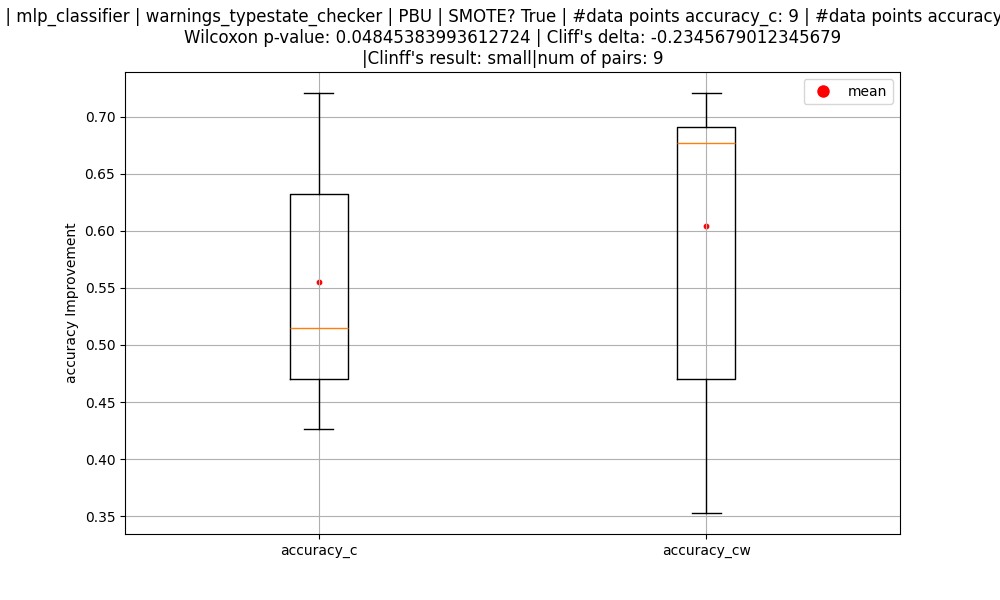 | mlp_classifier | warnings_typestate_checker | PBU | SMOTE? True | #data points accuracy_c: 9 | #data points accuracy
Wilcoxon p-value: 0.04845383993612724 | Cliff's delta: -0.2345679012345679
|Clinff's result: small|num of pairs: 9
mean
0.70
0.65
0.60
0.55
0.50
0.45
0.40
0.35
accuracy Improvement
accuracy_c
accuracy_cw